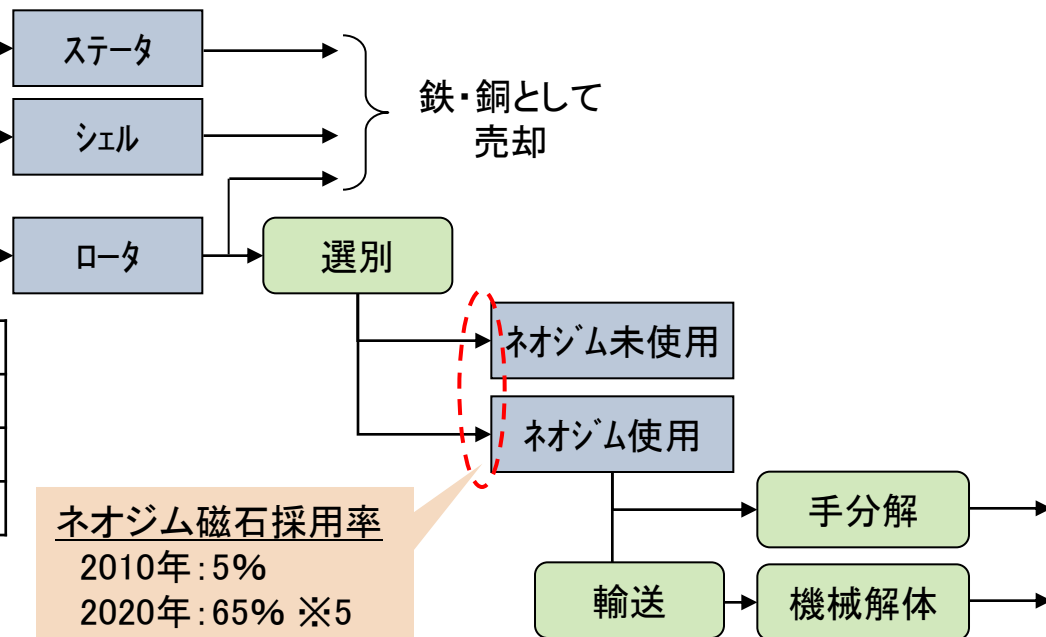 ステータ
鉄・銅として
売却
シェル
ロータ
選別
ネオジム未使用
ネオジム使用
ネオジム磁石採用率
2010年:5%
2020年:65% ※5
手分解
輸送
機械解体